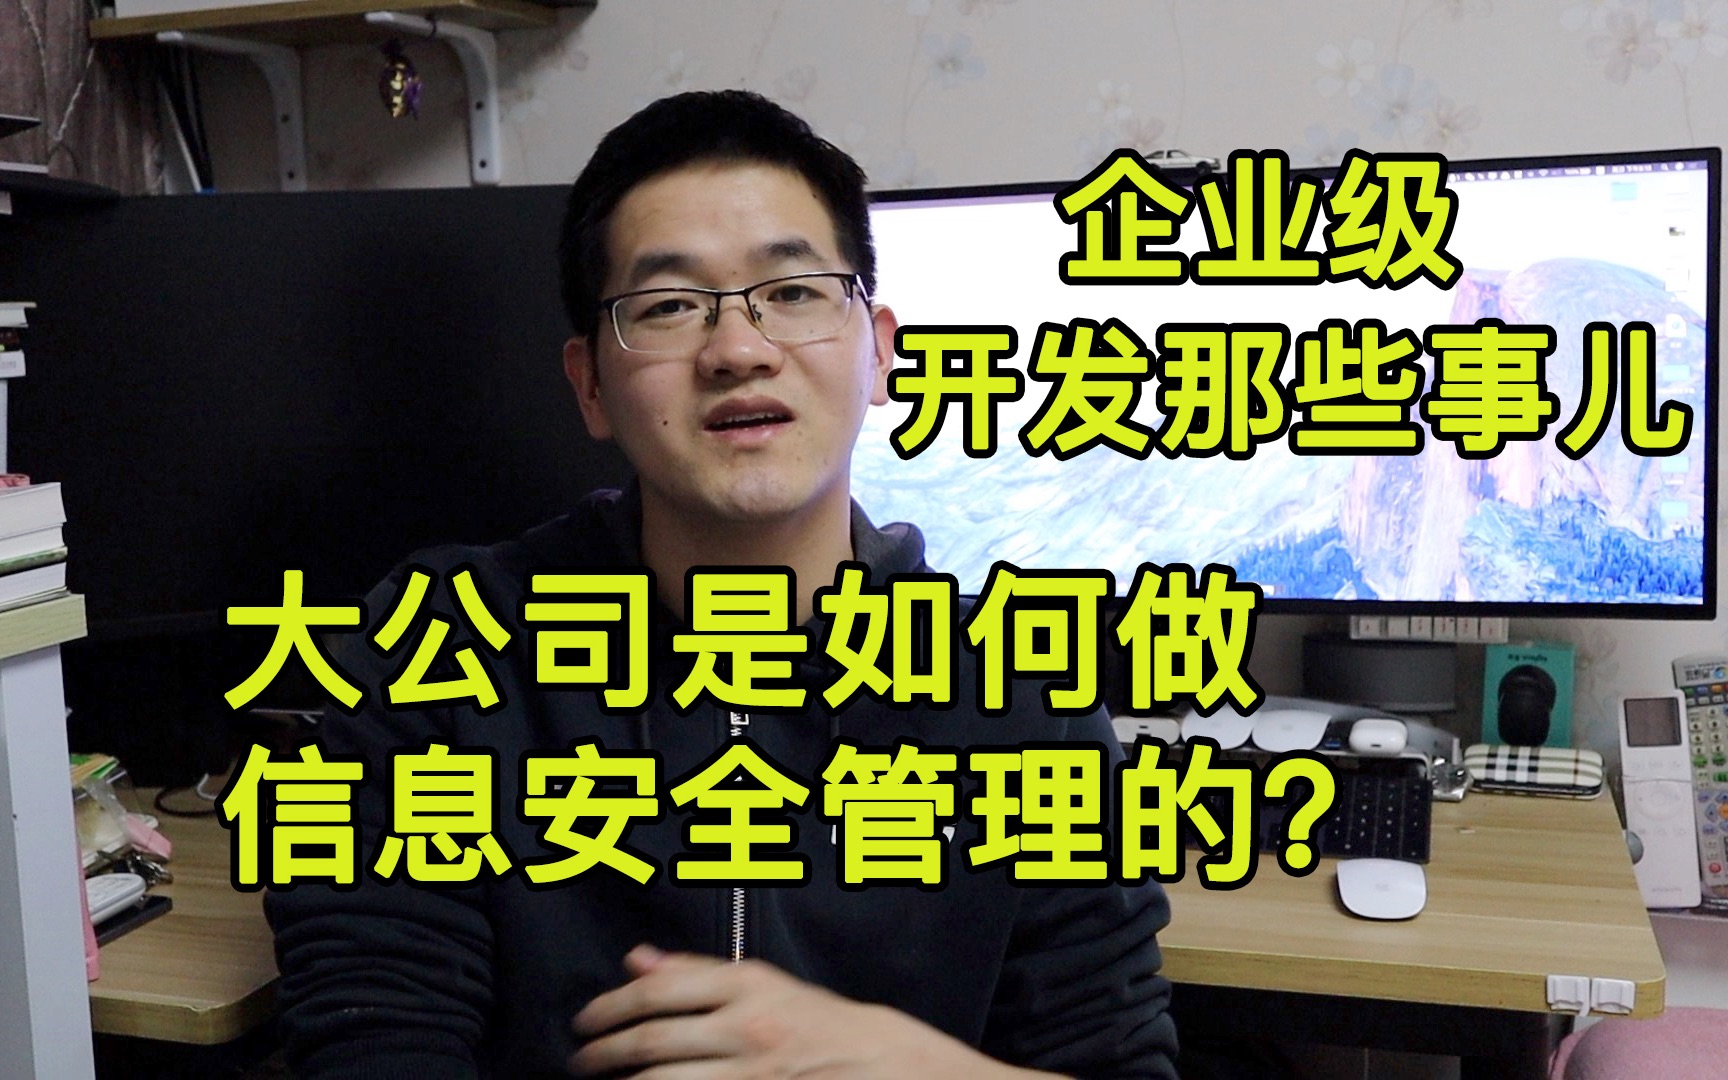 企业级
开发那些事儿
大公司是如何做
信息安全管理的?